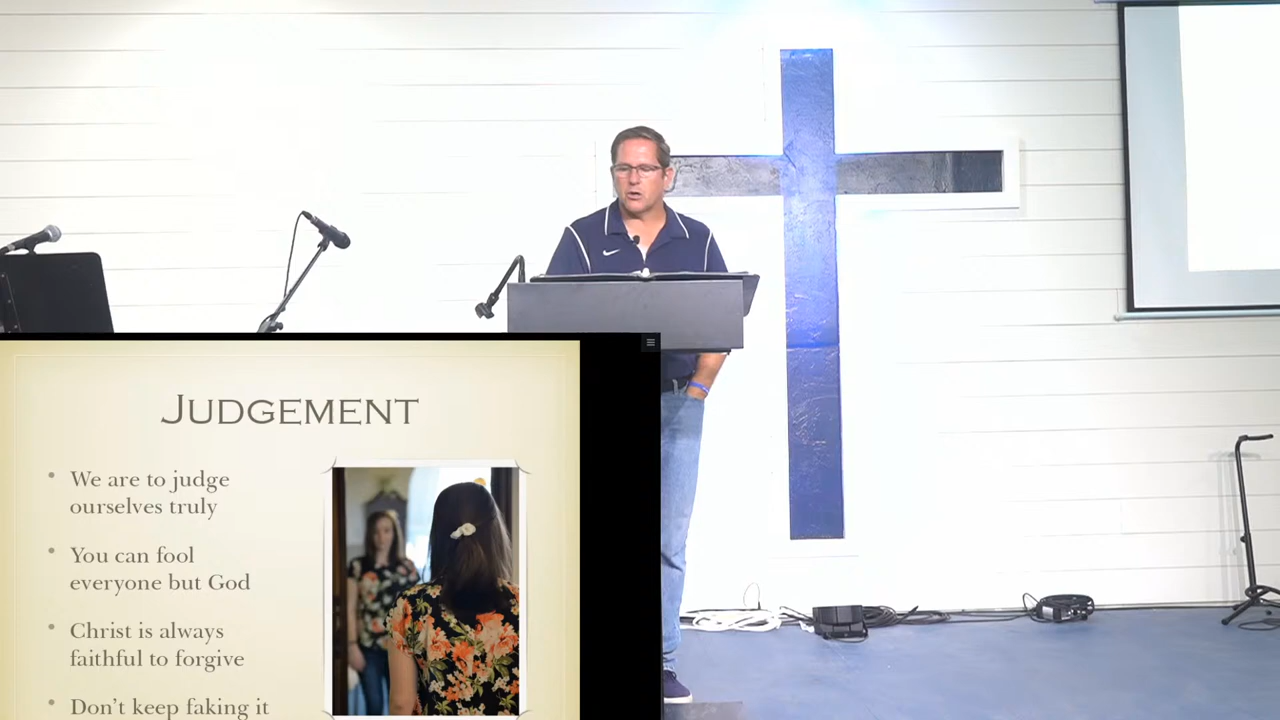 JUDGEMENT
• We are to judge
ourselves truly
• You can fool
everyone but God
• Christ is always
faithful to forgive
• Don't keep faking it